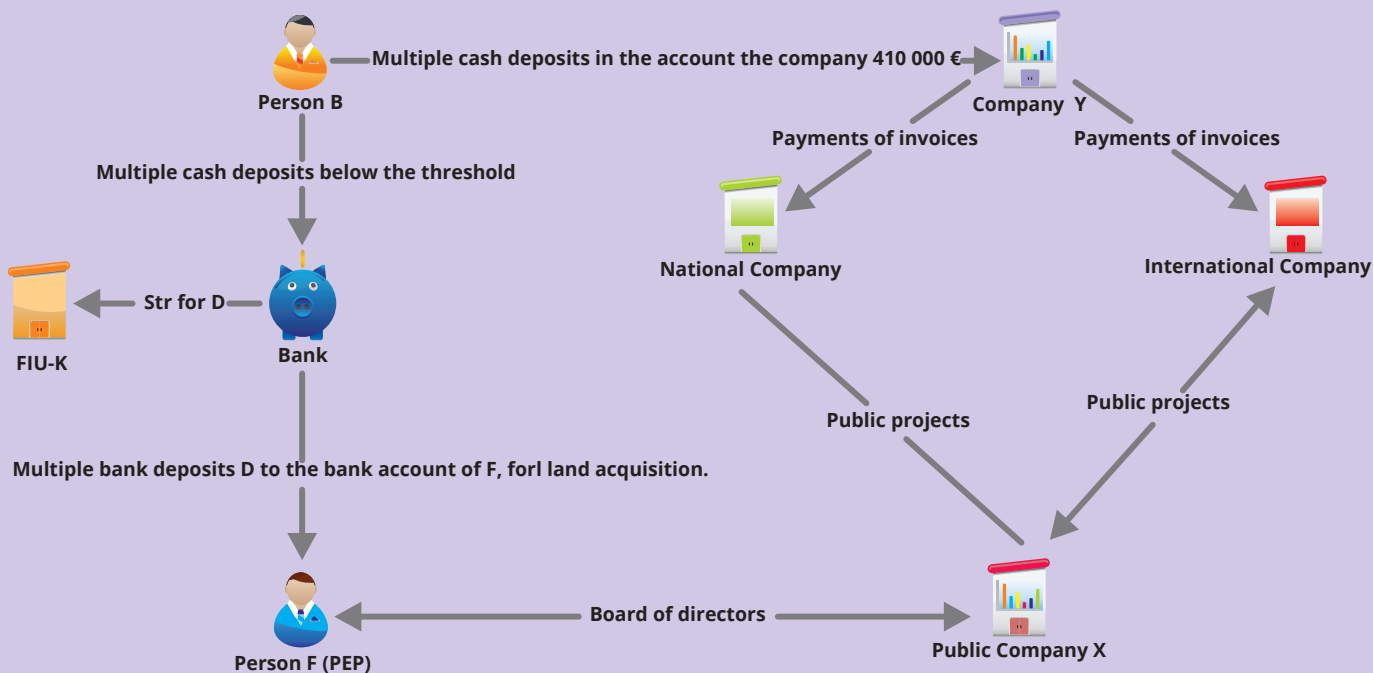 Multiple cash deposits in the account the company 410 000 €
Person B
Company Y
Payments of invoices
Payments of invoices
Multiple cash deposits below the threshold
National Company
International Company
Str for D
Bank
FIU-K
Public projects
Public projects
Multiple bank deposits D to the bank account of F, forl land acquisition.
Board of directors
Person F (PEP)
Public Company X